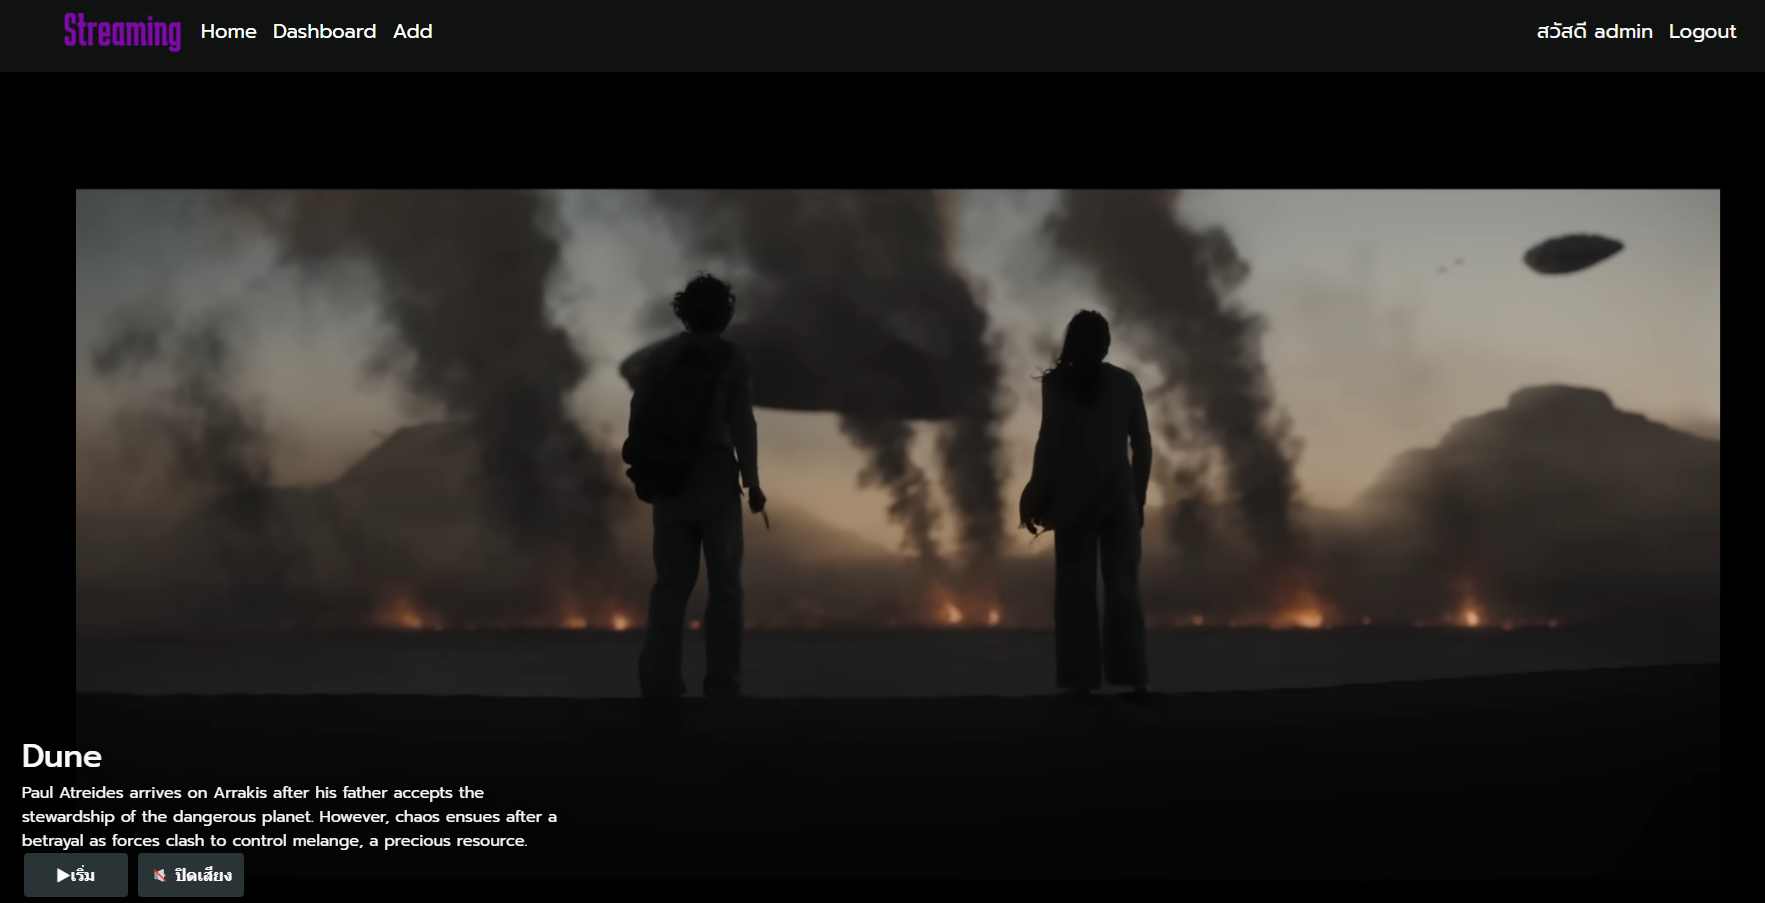 Streaming Home Dashboard Add สวัสดี admin Logout
Dune
Paul Atreides arrives on Arrakis after his father accepts the
stewardship of the dangerous planet. However, chaos ensues after a
betrayal as forces clash to control melange, a precious resource.
▶เริ่ม 🔇 ปิดเสียง